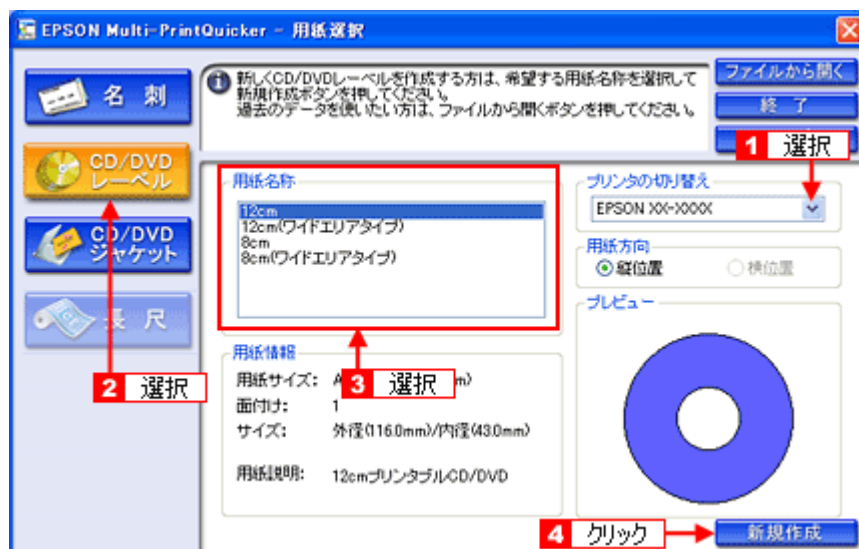 EPSON Multi-PrintQuicker - 用紙選択
名 刺
CD/DVD
レーベル
CD/DVD
ジャケット
長 尺
新しくCD/DVDレーベルを作成する方は、希望する用紙名称を選択して
新規作成ボタンを押してください。
過去のデータを使いたい方は、ファイルから開くボタンを押してください。
ファイルから開く
終 了
1 選択
用紙名称
12cm
12cm(ワイドエリアタイプ)
8cm
8cm(ワイドエリアタイプ)
プリンタの切り替え
EPSON XX-X000X
用紙方向
縦位置
横位置
プレビュー
2 選択
3 選択
用紙情報
用紙サイズ: A m)
面付け: 1
サイズ: 外径(116.0mm)/内径(43.0mm)
用紙説明: 12cmプリンタブルCD/DVD
4 クリック
新規作成